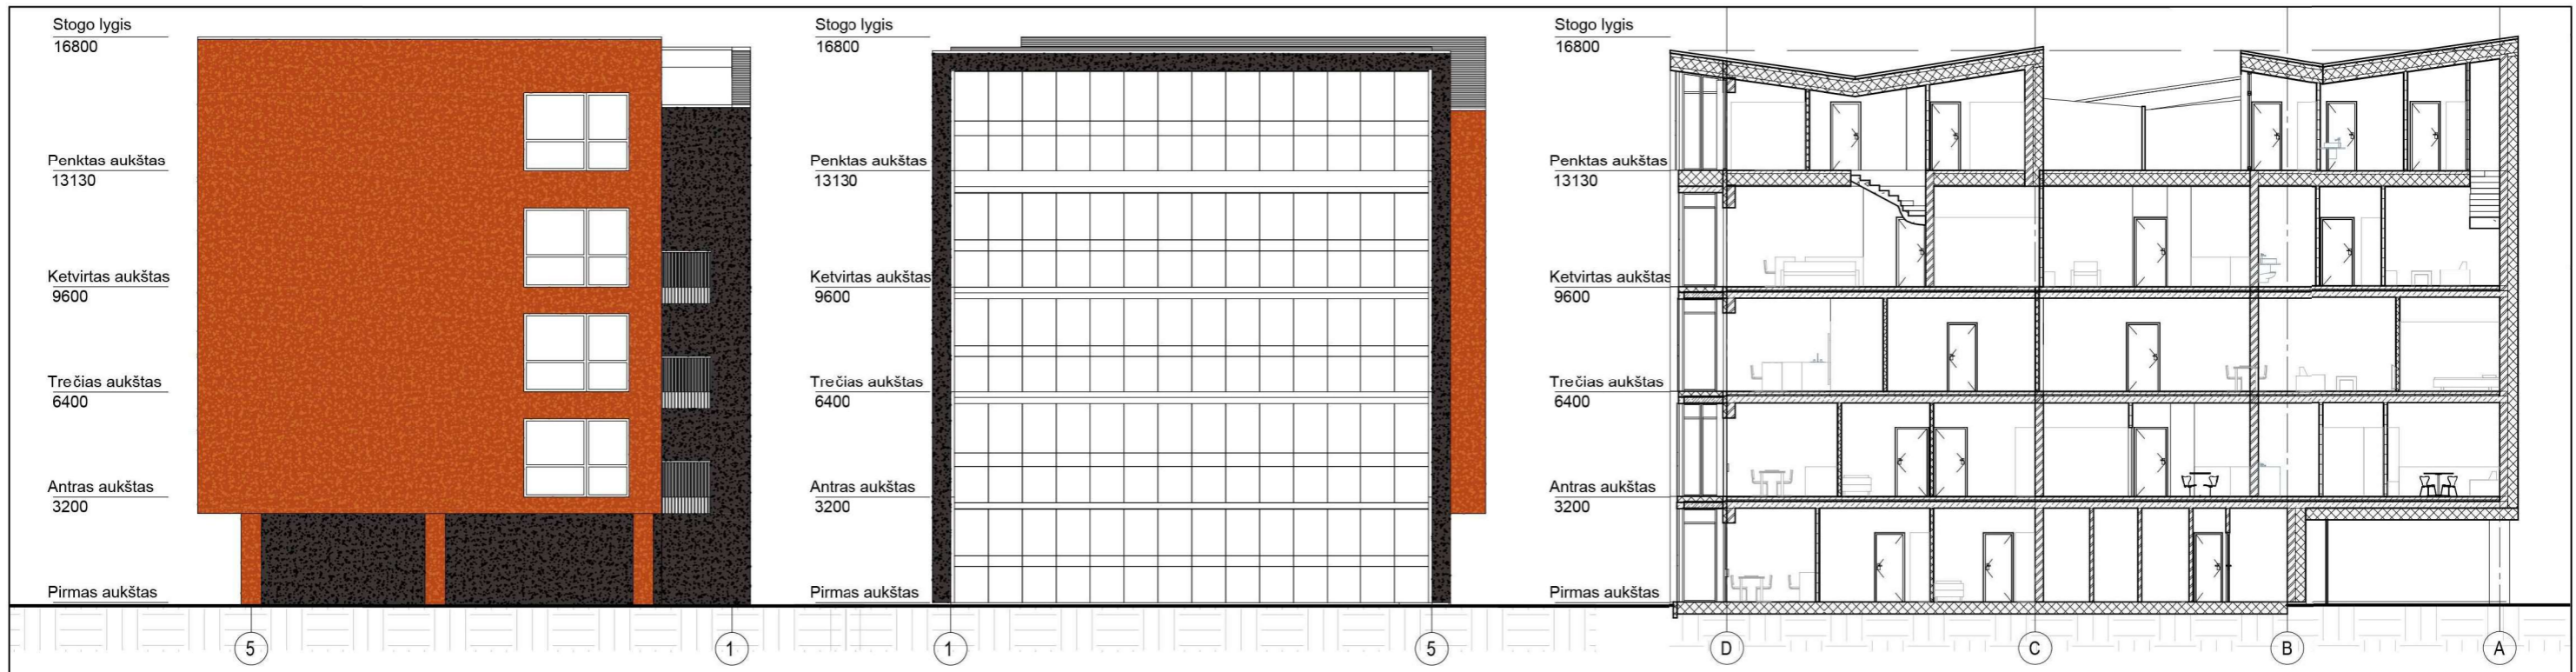 Stogo lygis
16800
Penktas aukštas
13130
Ketvirtas aukštas
9600
Trečias aukštas
6400
Antras aukštas
3200
Pirmas aukštas
5
1
Stogo lygis
16800
Penktas aukštas
13130
Ketvirtas aukštas
9600
Trečias aukštas
6400
Antras aukštas
3200
Pirmas aukštas
1
5
Stogo lygis
16800
Penktas aukštas
13130
Ketvirtas aukštas
9600
Trečias aukštas
6400
Antras aukštas
3200
Pirmas aukštas
D
C
B
A